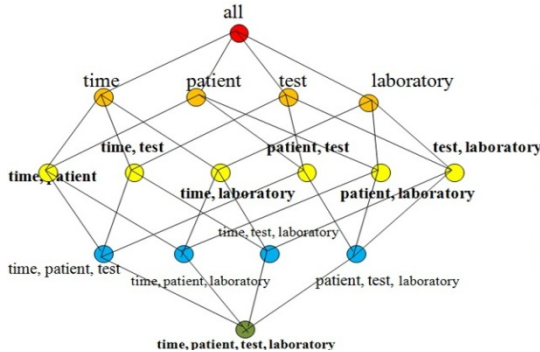 all
time
patient
test
laboratory
time, test
patient, test
test, laboratory
time, patient
time, laboratory
patient, laboratory
time, test, laboratory
time, patient, test
time, patient, laboratory
patient, test, laboratory
time, patient, test, laboratory